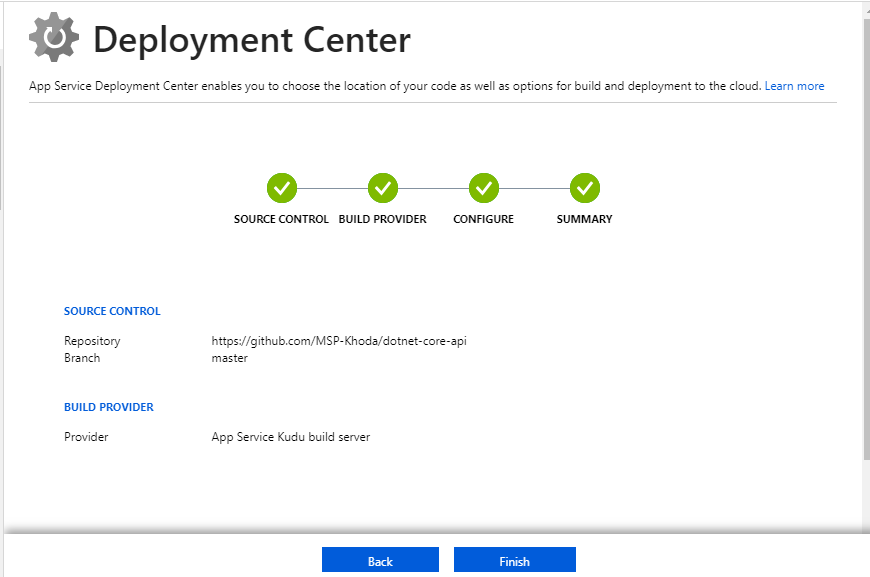 Deployment Center
App Service Deployment Center enables you to choose the location of your code as well as options for build and deployment to the cloud. Learn more
SOURCE CONTROL BUILD PROVIDER CONFIGURE SUMMARY
SOURCE CONTROL
Repository https://github.com/MSP-Khoda/dotnet-core-api
Branch master
BUILD PROVIDER
Provider App Service Kudu build server
Back Finish